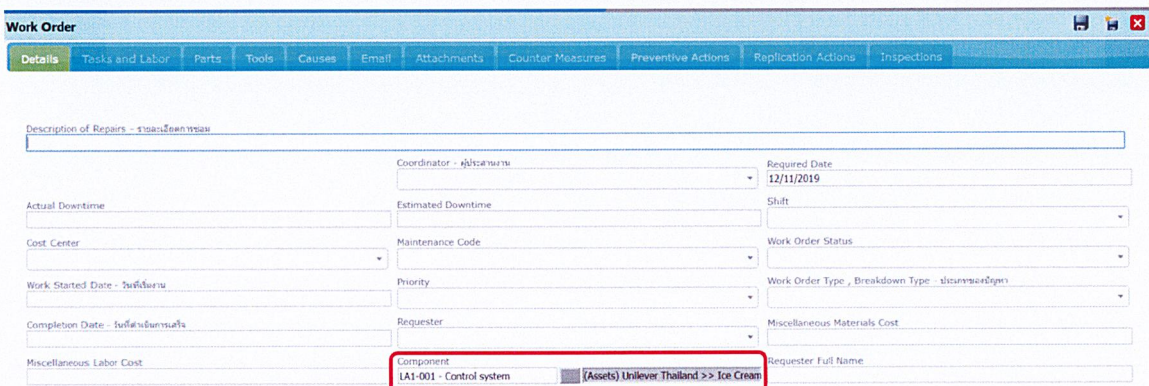 Work Order
Details Tasks and Labor Parts Tools Causes Email Attachments Counter Measures Preventive Actions Replication Actions Inspections
Description of Repairs - รายละเอียดการซ่อม
Coordinator - ผู้ประสานงาน
Required Date
12/11/2019
Actual Downtime
Estimated Downtime
Shift
Cost Center
Maintenance Code
Work Order Status
Work Started Date - วันที่เริ่มงาน
Priority
Work Order Type , Breakdown Type - ประเภทของปัญหา
Completion Date - วันที่ดำเนินการเสร็จ
Requester
Miscellaneous Materials Cost
Miscellaneous Labor Cost
Component
Requester Full Name
LA1-001 - Control system (Assets) Unilever Thailand >> Ice Cream